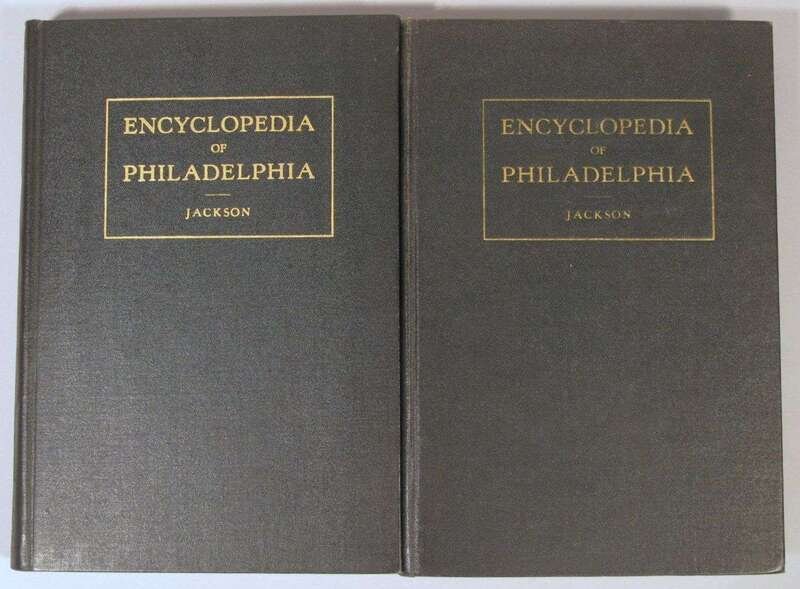 ENCYCLOPEDIA
OF
PHILADELPHIA
JACKSON
ENCYCLOPEDIA
OF
PHILADELPHIA
JACKSON